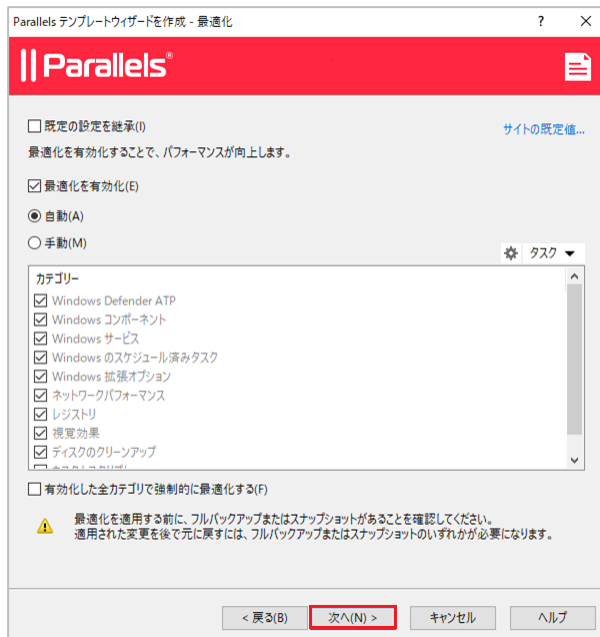 Parallels テンプレートウィザードを作成 - 最適化
Parallels®
既定の設定を継承(I)
サイトの既定値...
最適化を有効化することで、パフォーマンスが向上します。
最適化を有効化(E)
自動(A)
手動(M)
タスク
カテゴリー
Windows Defender ATP
Windows コンポーネント
Windows サービス
Windows のスケジュール済みタスク
Windows 拡張オプション
ネットワークパフォーマンス
レジストリ
視覚効果
ディスクのクリーンアップ
有効化した全カテゴリで強制的に最適化する(F)
最適化を適用する前に、フルバックアップまたはスナップショットがあることを確認してください。
適用された変更を後で元に戻すには、フルバックアップまたはスナップショットのいずれかが必要になります。
< 戻る(B) 次へ(N) > キャンセル ヘルプ